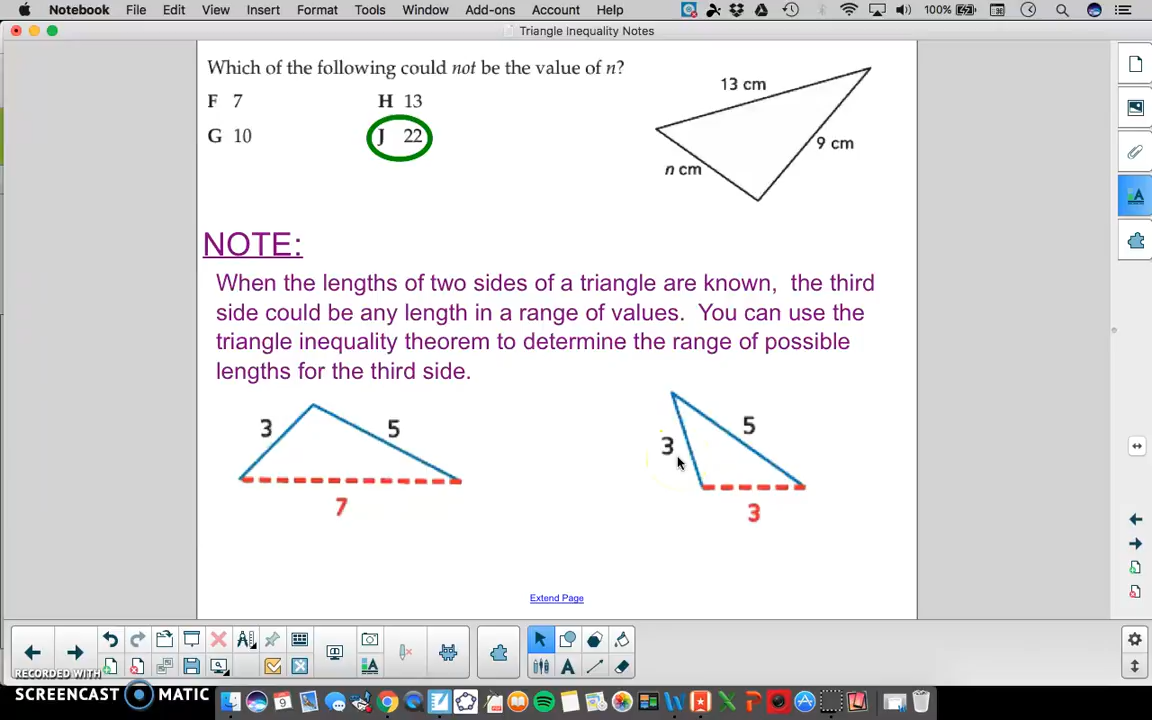 Notebook File Edit View Insert Format Tools Window Add-ons Account Help 100%
Triangle Inequality Notes
Which of the following could not be the value of n?
F 7 H 13
G 10 J 22
13 cm
9 cm
n cm
NOTE:
When the lengths of two sides of a triangle are known, the third
side could be any length in a range of values. You can use the
triangle inequality theorem to determine the range of possible
lengths for the third side.
3 5
7
3 5
3
Extend Page
RECORDED WITH
SCREENCAST MATIC